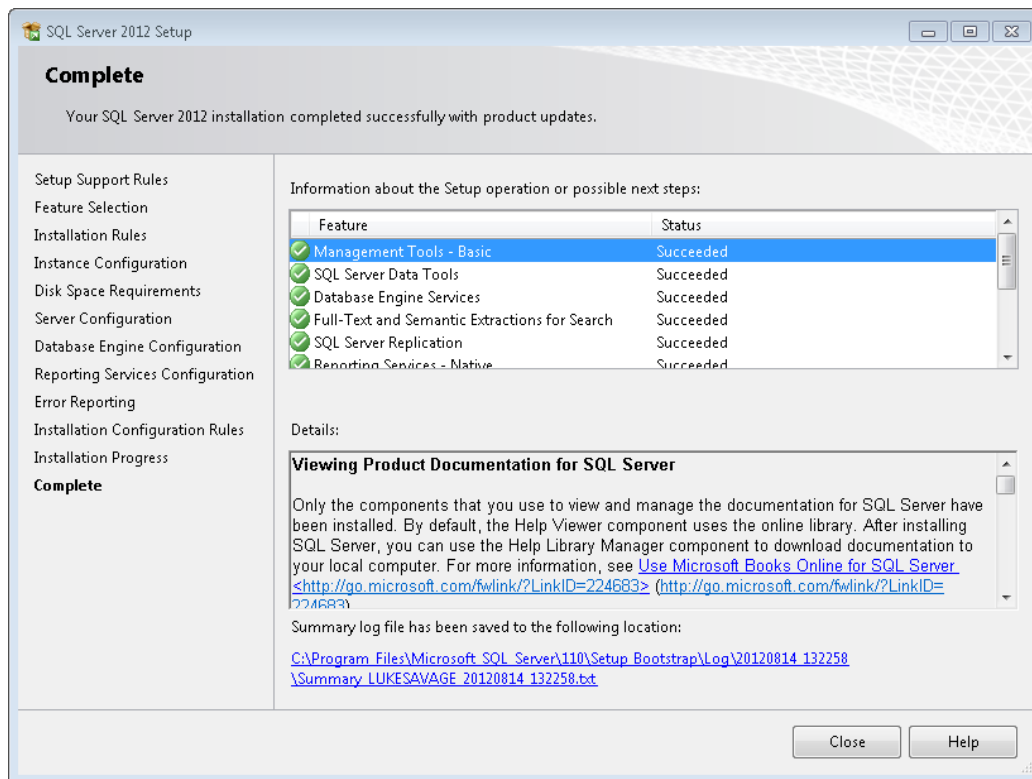 SQL Server 2012 Setup
Complete
Your SQL Server 2012 installation completed successfully with product updates.
Setup Support Rules
Feature Selection
Installation Rules
Instance Configuration
Disk Space Requirements
Server Configuration
Database Engine Configuration
Reporting Services Configuration
Error Reporting
Installation Configuration Rules
Installation Progress
Complete
Information about the Setup operation or possible next steps:
Feature Status
Management Tools - Basic Succeeded
SQL Server Data Tools Succeeded
Database Engine Services Succeeded
Full-Text and Semantic Extractions for Search Succeeded
SQL Server Replication Succeeded
Reporting Services - Native Succeeded
Details:
Viewing Product Documentation for SQL Server
Only the components that you use to view and manage the documentation for SQL Server have
been installed. By default, the Help Viewer component uses the online library. After installing
SQL Server, you can use the Help Library Manager component to download documentation to
your local computer. For more information, see Use Microsoft Books Online for SQL Server
<http://go.microsoft.com/fwlink/?LinkID=224683> (http://go.microsoft.com/fwlink/?LinkID=
224683).
Summary log file has been saved to the following location:
C:\Program Files\Microsoft SQL Server\110\Setup Bootstrap\Log\20120814_132258
\Summary_LUKESAVAGE_20120814_132258.txt
Close Help